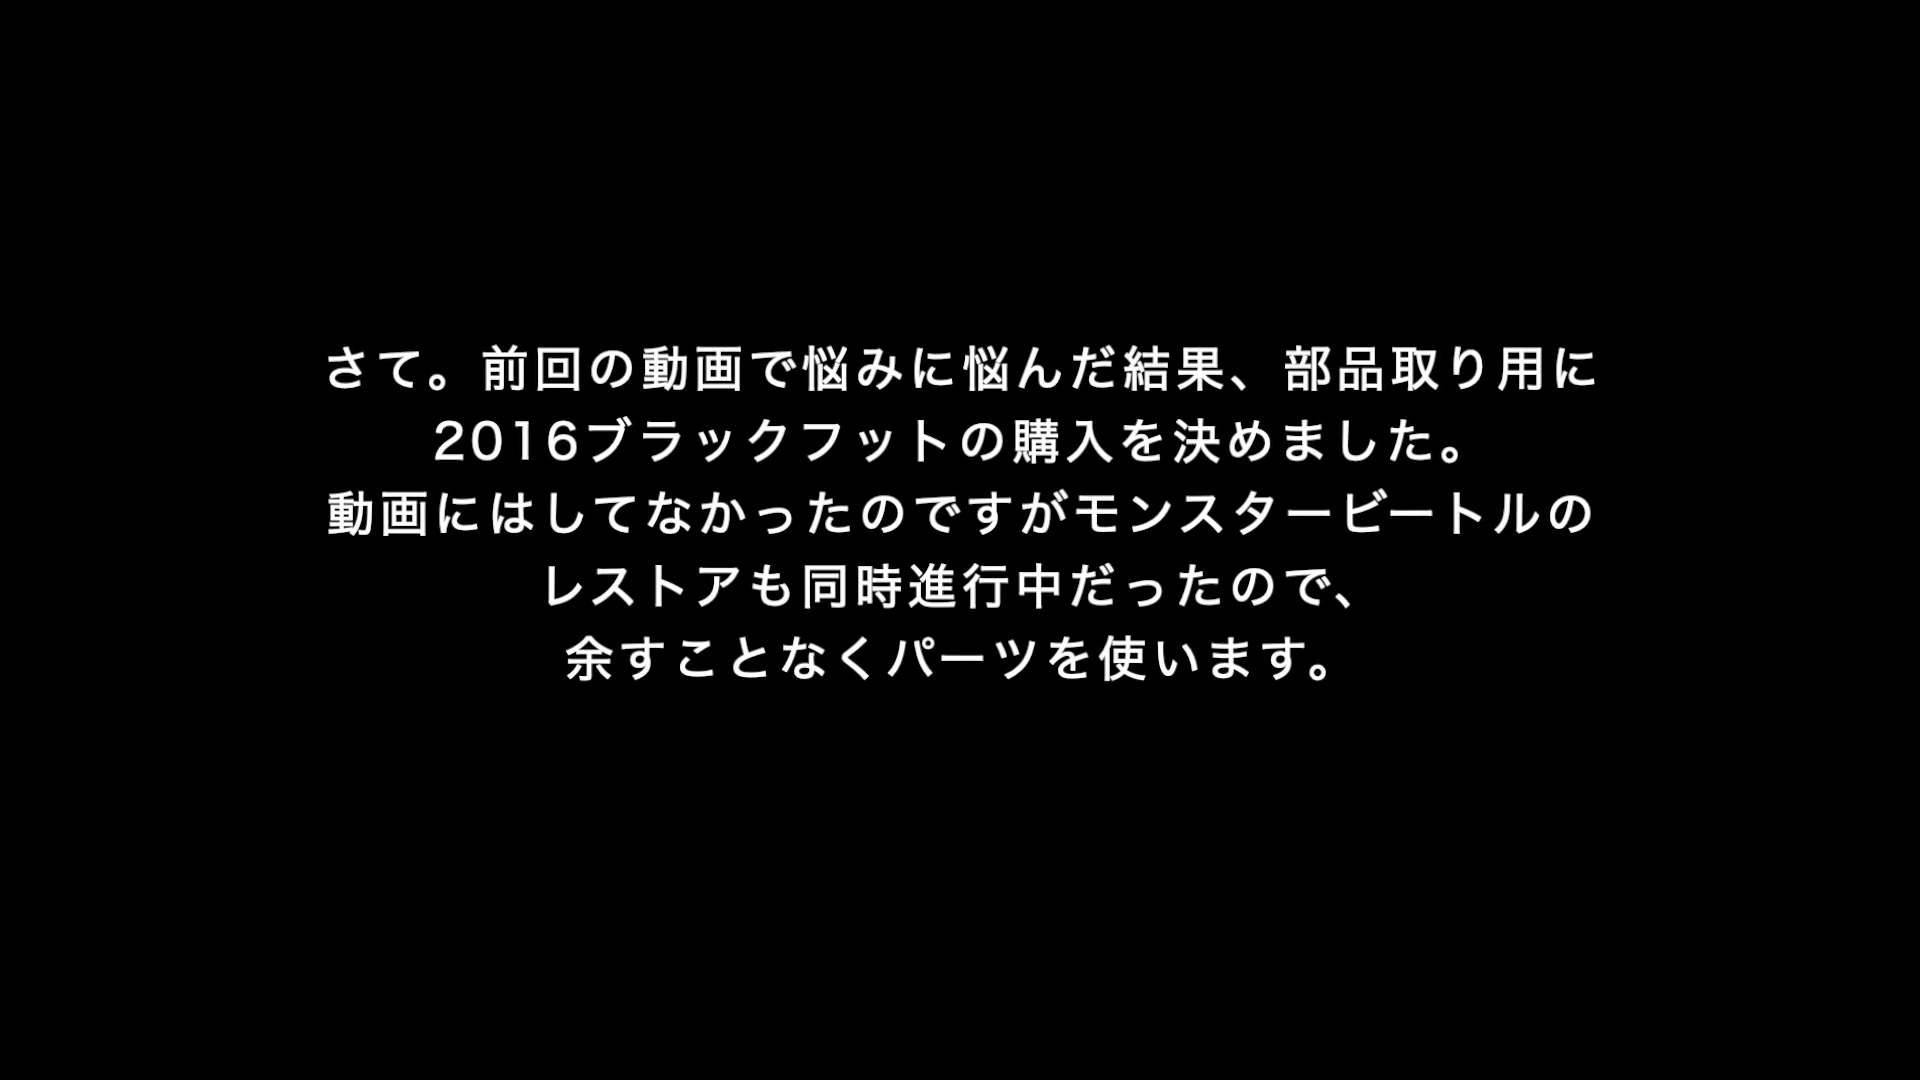 さて。前回の動画で悩みに悩んだ結果、部品取り用に
2016ブラックフットの購入を決めました。
動画にはしてなかったのですがモンスタービートルの
レストアも同時進行中だったので、
余すことなくパーツを使います。